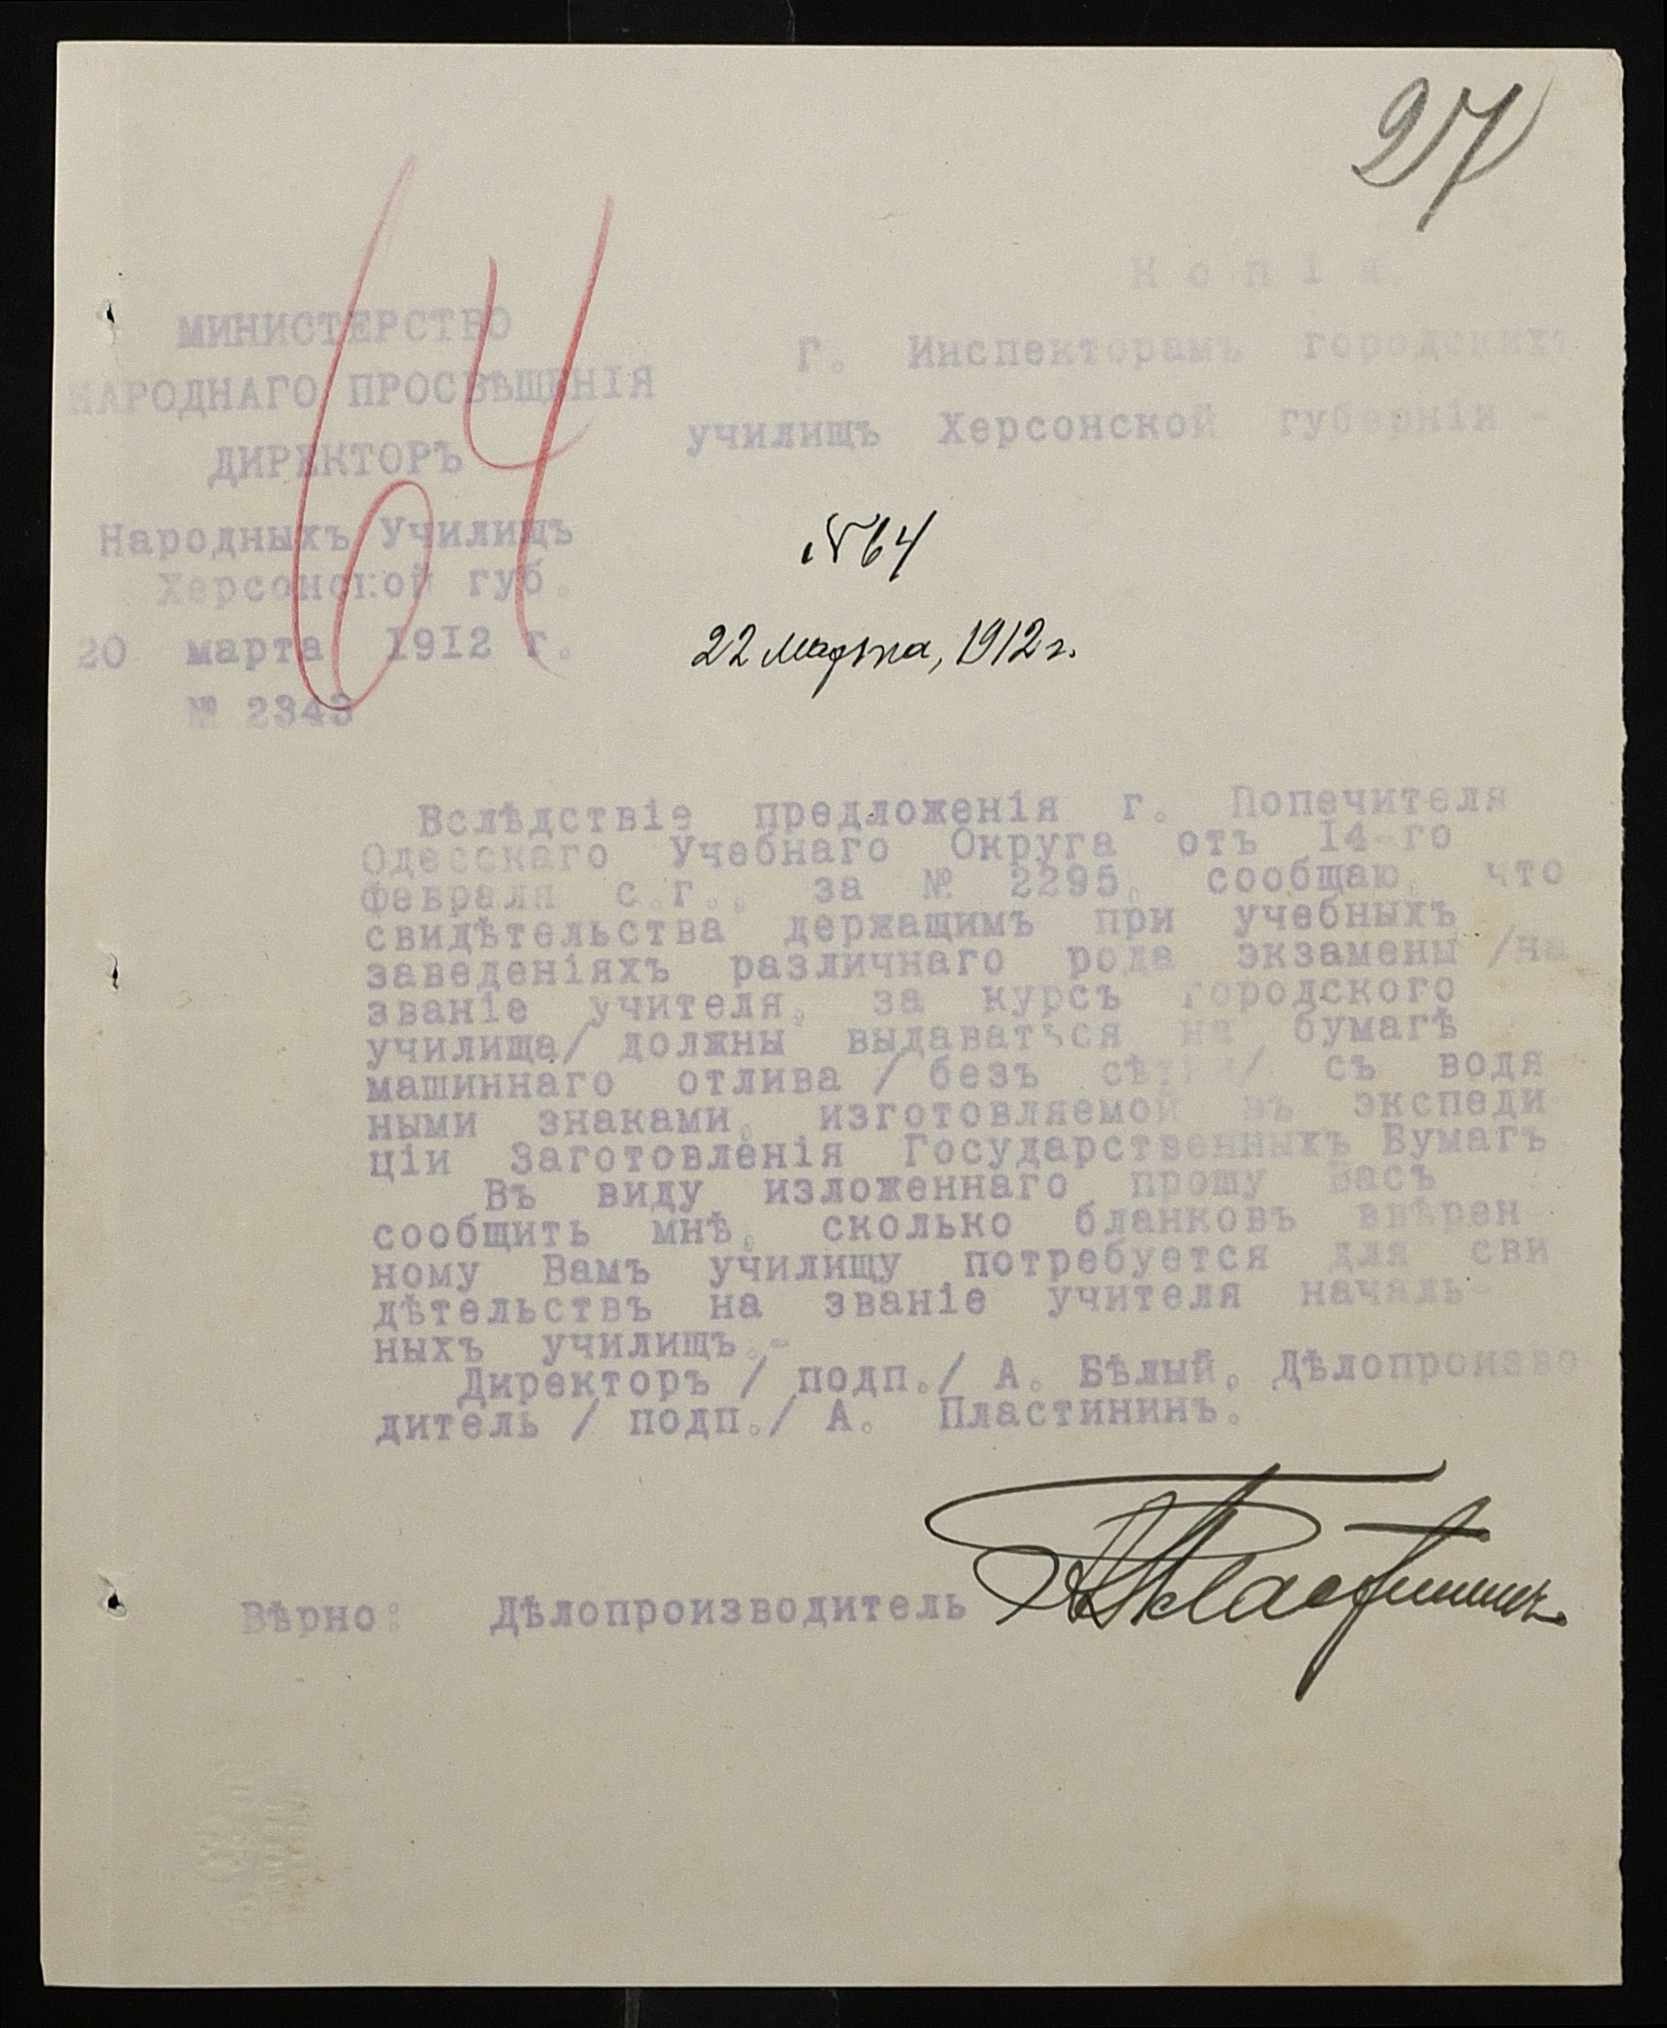 27
64
Копія
МИНИСТЕРСТВО
НАРОДНАГО ПРОСВѢЩЕНІЯ
ДИРЕКТОРЪ
Народныхъ Училищъ
Херсонской губ.
20 марта 1912 г.
№ 2343
Г. Инспекторамъ городскихъ
училищъ Херсонской губерніи -
№64
22 марта, 1912 г.
Вслѣдствіе предложенія г. Попечителя
Одесскаго Учебнаго Округа отъ 14-го
Февраля с.г., за № 2295, сообщаю, что
свидѣтельства держащимъ при учебныхъ
заведеніяхъ различнаго рода экзамены /на
званіе учителя, за курсъ городского
училища/ должны выдаваться на бумагѣ
машиннаго отлива / безъ сѣтки/ съ водя
ными знаками, изготовляемой въ экспеди
ціи Заготовленія Государственныхъ Бумагъ
Въ виду изложеннаго прошу Васъ
сообщить мнѣ, сколько бланковъ ввѣрен
ному Вамъ училищу потребуется для сви
дѣтельствъ на званіе учителя началь-
ныхъ училищъ.-
Директоръ / подп./ А. Бѣлый. Дѣлопроизво
дитель / подп./ А. Пластининъ.
Вѣрно: Дѣлопроизводитель АПластининъ